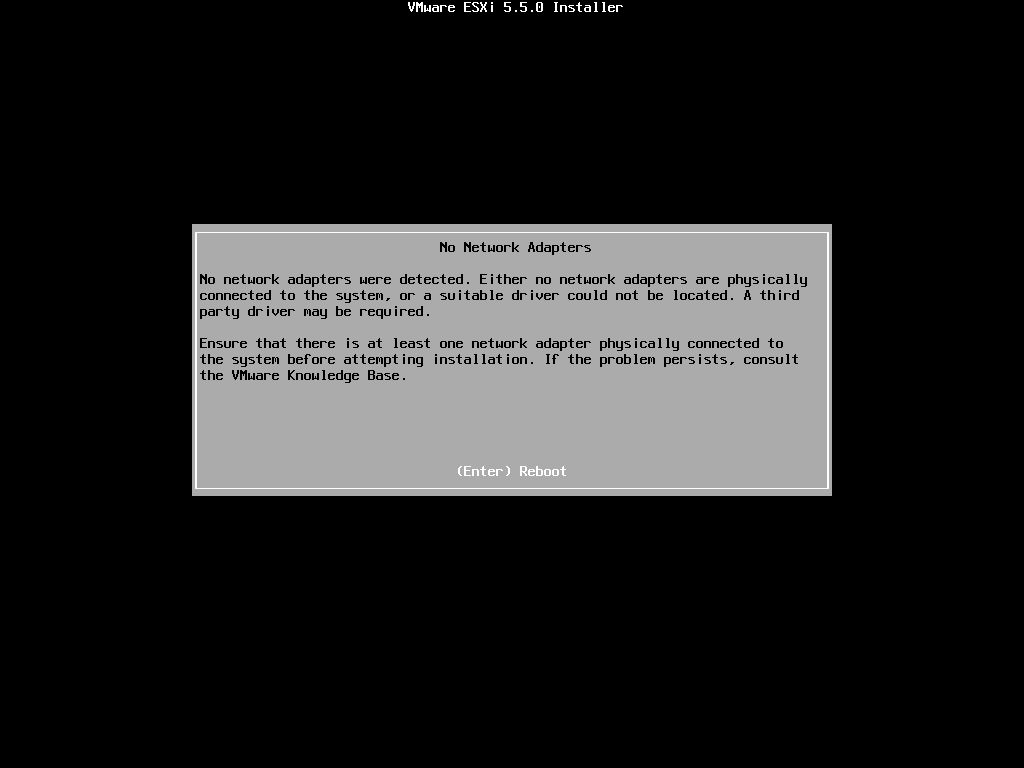 VMware ESXi 5.5.0 Installer
No Network Adapters
No network adapters were detected. Either no network adapters are physically
connected to the system, or a suitable driver could not be located. A third
party driver may be required.
Ensure that there is at least one network adapter physically connected to
the system before attempting installation. If the problem persists, consult
the VMware Knowledge Base.
(Enter) Reboot